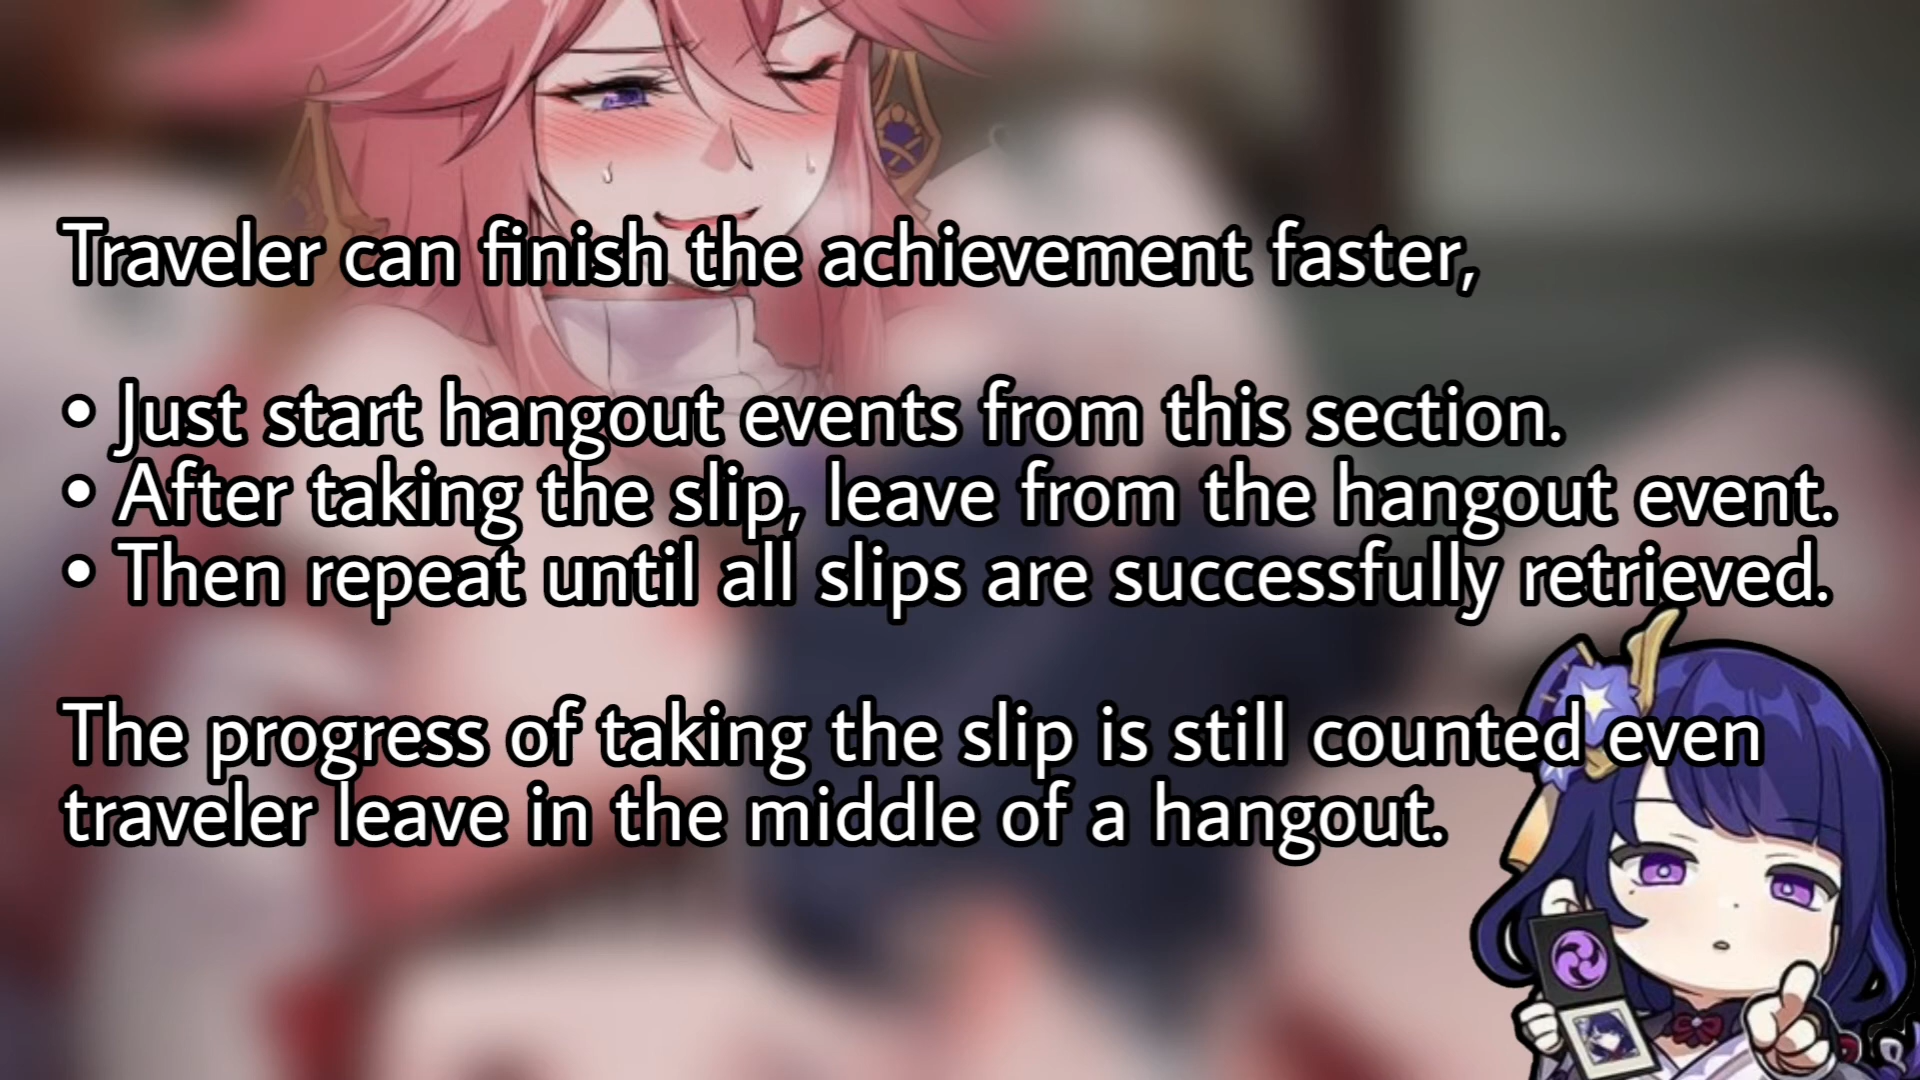 Traveler can finish the achievement faster,
• Just start hangout events from this section.
• After taking the slip, leave from the hangout event.
• Then repeat until all slips are successfully retrieved.
The progress of taking the slip is still counted even
traveler leave in the middle of a hangout.